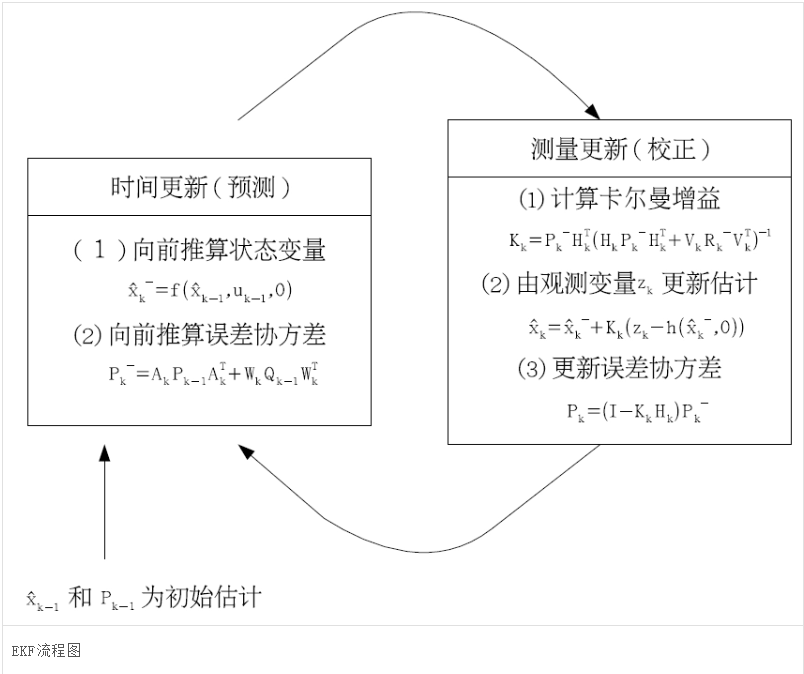 时间更新(预测)
(1)向前推算状态变量
x̂ₖ⁻=f(x̂ₖ₋₁,uₖ₋₁,0)
(2)向前推算误差协方差
Pₖ⁻=AₖPₖ₋₁Aₖᵀ+WₖQₖ₋₁Wₖᵀ
测量更新(校正)
(1)计算卡尔曼增益
Kₖ=Pₖ⁻Hₖᵀ(HₖPₖ⁻Hₖᵀ+VₖRₖ⁻Vₖᵀ)⁻¹
(2)由观测变量zₖ更新估计
x̂ₖ=x̂ₖ⁻+Kₖ(zₖ−h(x̂ₖ⁻,0))
(3)更新误差协方差
Pₖ=(I−KₖHₖ)Pₖ⁻
x̂ₖ₋₁和Pₖ₋₁为初始估计
EKF流程图